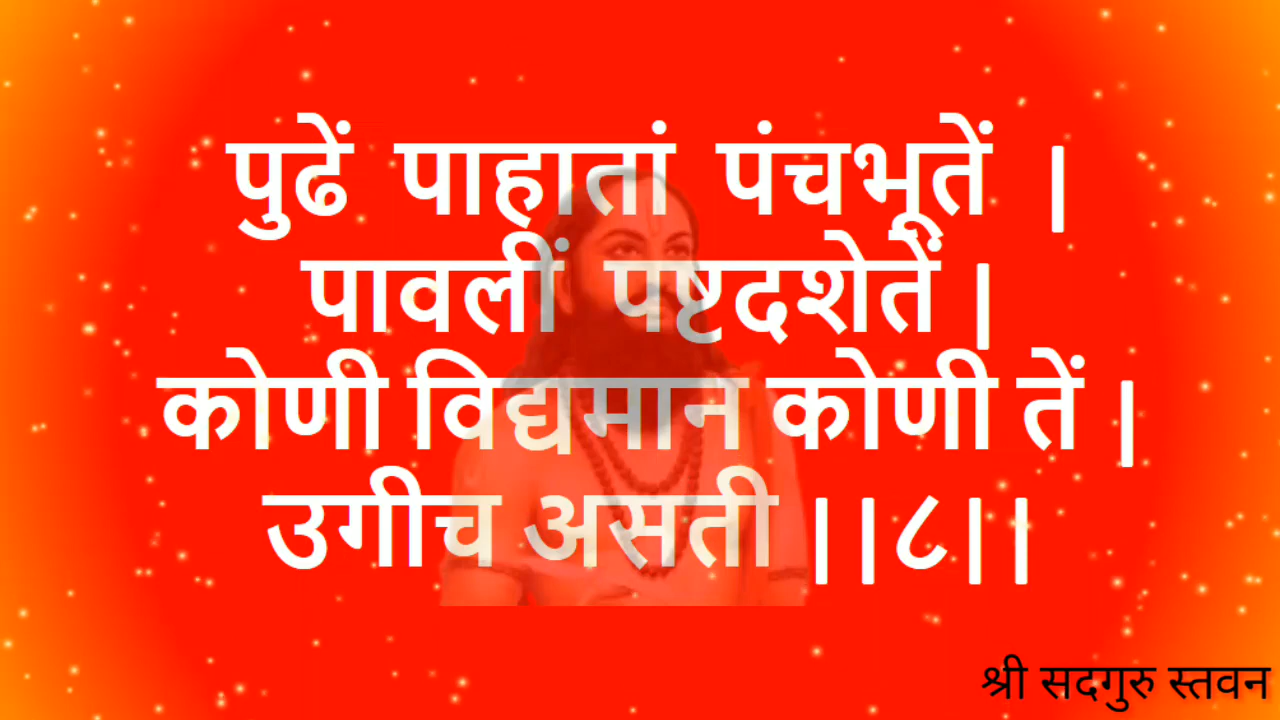 पुढें पाहातां पंचभूतें ।
पावलीं पष्टदशेतें |
कोणी विद्यमान कोणी तें |
उगीच असती ||८||
श्री सदगुरु स्तवन